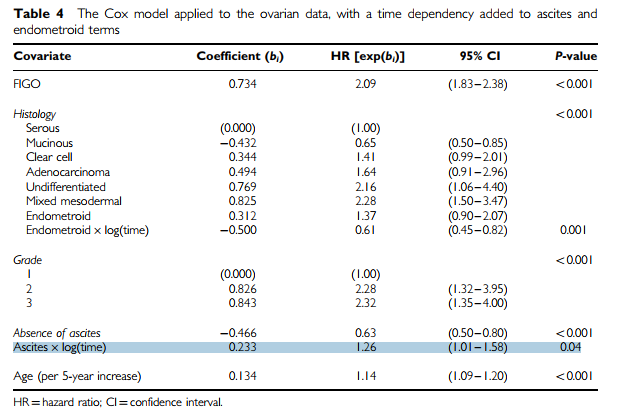 Table 4 The Cox model applied to the ovarian data, with a time dependency added to ascites and
endometroid terms
Covariate Coefficient (bi) HR [exp(bi)] 95% CI P-value
FIGO 0.734 2.09 (1.83–2.38) <0.001
Histology <0.001
Serous (0.000) (1.00)
Mucinous −0.432 0.65 (0.50–0.85)
Clear cell 0.344 1.41 (0.99–2.01)
Adenocarcinoma 0.494 1.64 (0.91–2.96)
Undifferentiated 0.769 2.16 (1.06–4.40)
Mixed mesodermal 0.825 2.28 (1.50–3.47)
Endometroid 0.312 1.37 (0.90–2.07)
Endometroid × log(time) −0.500 0.61 (0.45–0.82) 0.001
Grade <0.001
1 (0.000) (1.00)
2 0.826 2.28 (1.32–3.95)
3 0.843 2.32 (1.35–4.00)
Absence of ascites −0.466 0.63 (0.50–0.80) <0.001
Ascites × log(time) 0.233 1.26 (1.01–1.58) 0.04
Age (per 5-year increase) 0.134 1.14 (1.09–1.20) <0.001
HR = hazard ratio; CI = confidence interval.